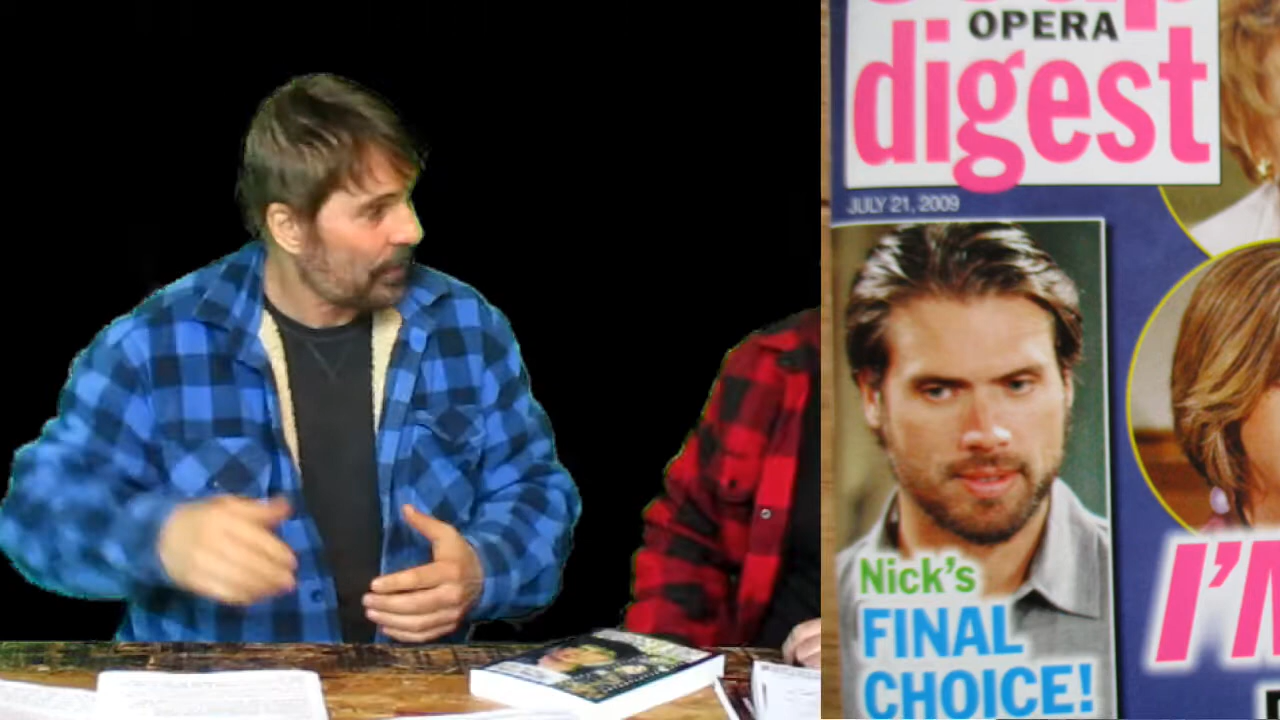 OPERA
digest
JULY 21, 2009
Nick's
FINAL
CHOICE!
I'M